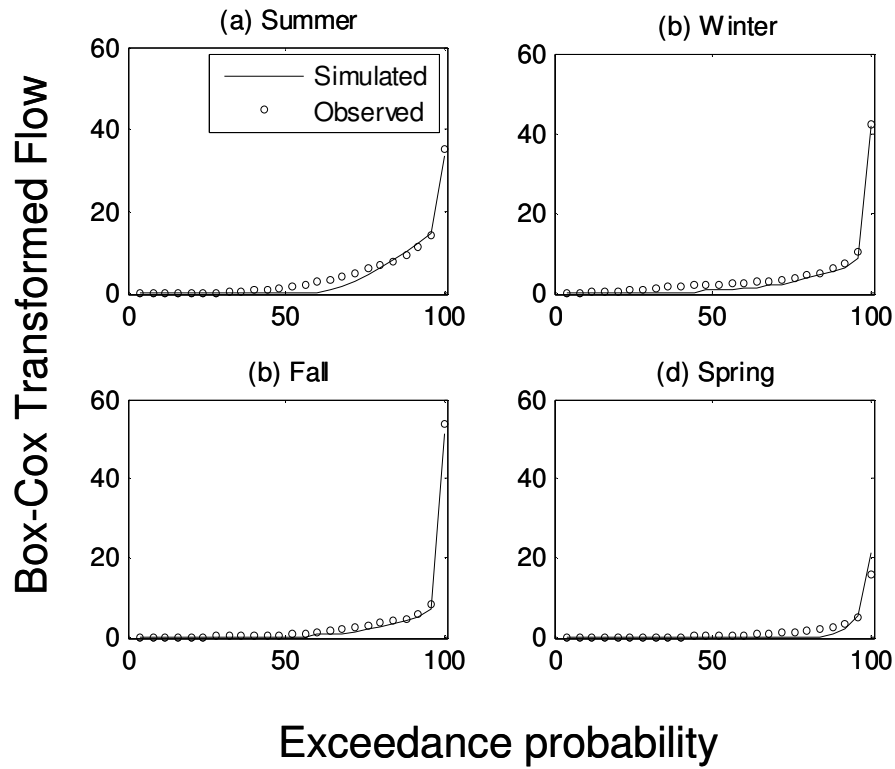 (a) Summer
60
40
20
0
0 50 100
Simulated
Observed
(b) Winter
60
40
20
0
0 50 100
(b) Fall
60
40
20
0
0 50 100
(d) Spring
60
40
20
0
0 50 100
Box-Cox Transformed Flow
Exceedance probability